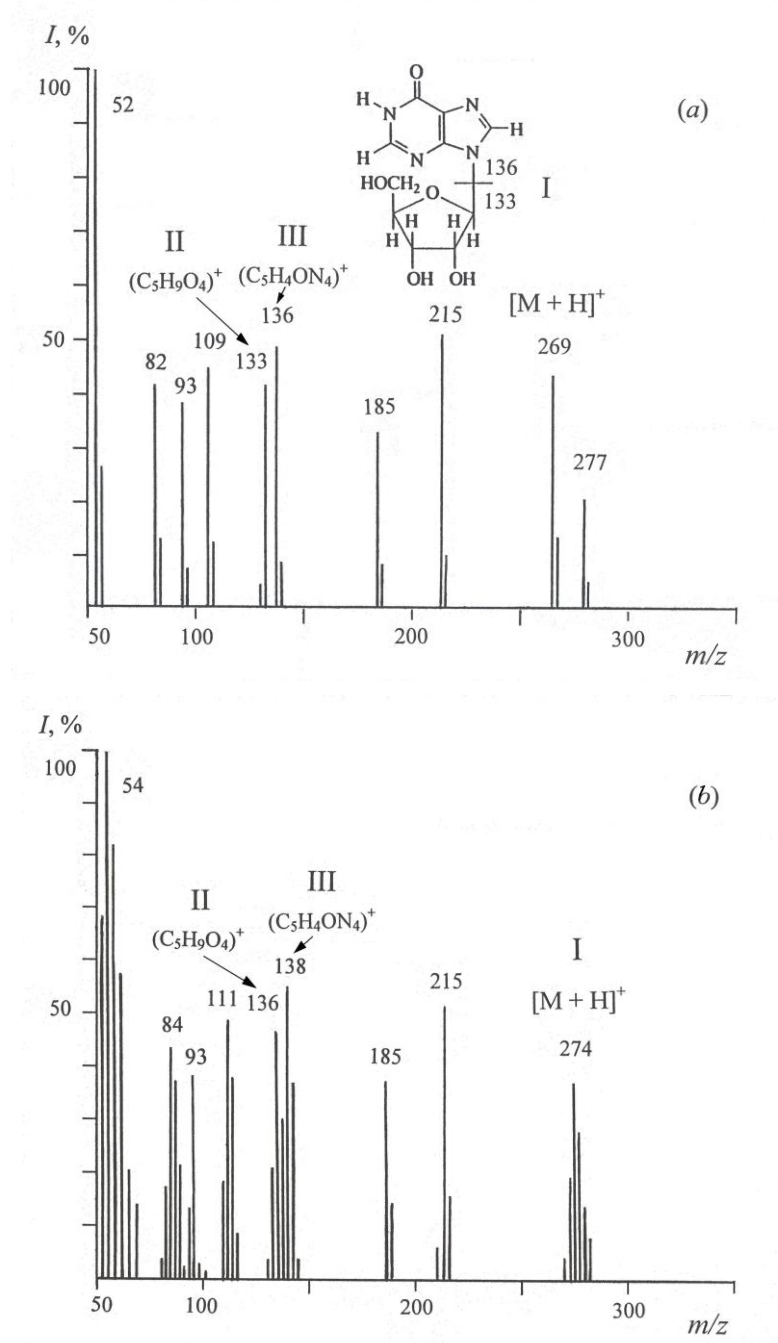 I, %
100
52
O
H
N
N
H
H
N
N
136
133
HOCH₂
O
I
H
H
H
H
OH
OH
(a)
II
(C₅H₉O₄)⁺
III
(C₅H₄ON₄)⁺
136
215
[M + H]⁺
50
82
93
109
133
185
269
277
50
100
200
300
m/z
I, %
100
54
(b)
II
(C₅H₉O₄)⁺
III
(C₅H₄ON₄)⁺
138
I
[M + H]⁺
50
84
93
111
136
185
215
274
50
100
200
300
m/z